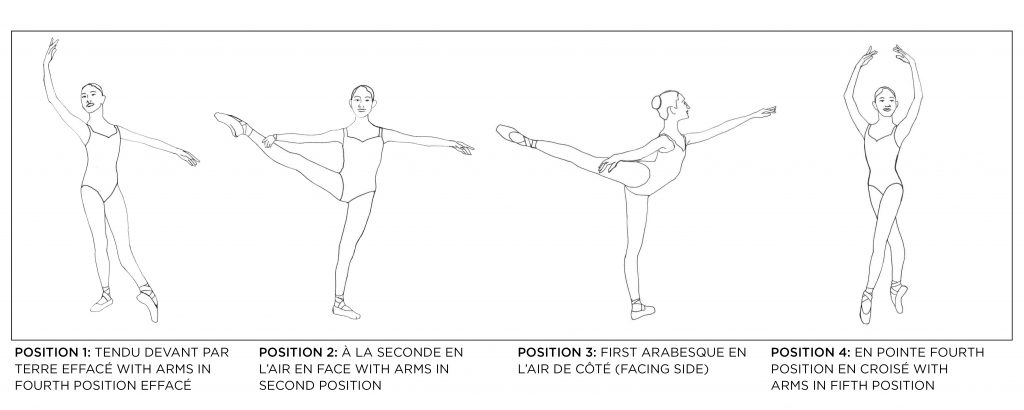 POSITION 1: TENDU DEVANT PAR
TERRE EFFACÉ WITH ARMS IN
FOURTH POSITION EFFACÉ
POSITION 2: À LA SECONDE EN
L'AIR EN FACE WITH ARMS IN
SECOND POSITION
POSITION 3: FIRST ARABESQUE EN
L'AIR DE CÔTÉ (FACING SIDE)
POSITION 4: EN POINTE FOURTH
POSITION EN CROISÉ WITH
ARMS IN FIFTH POSITION